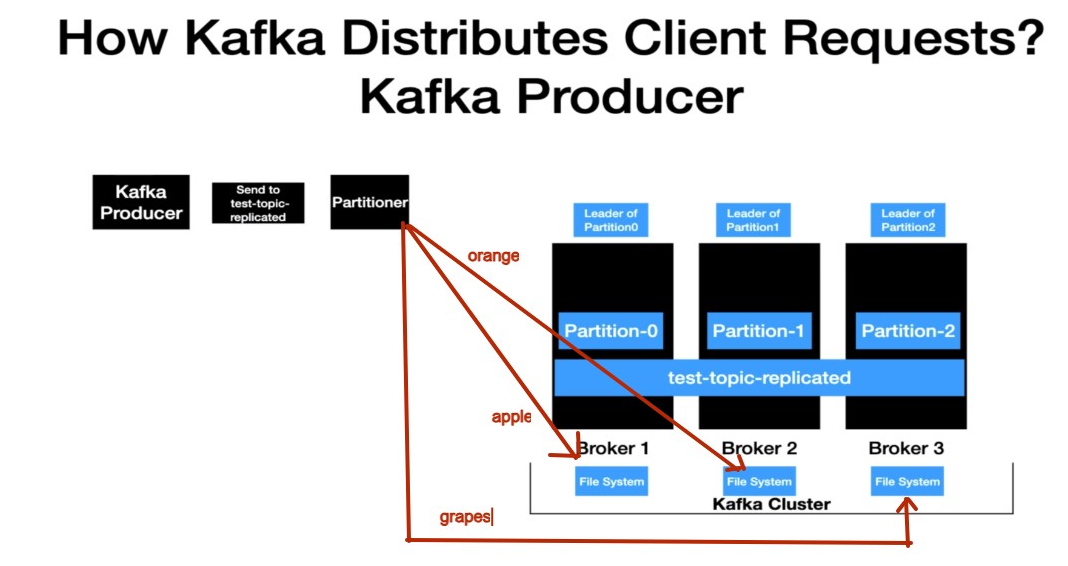 How Kafka Distributes Client Requests?
Kafka Producer
Kafka
Producer
Send to
test-topic-
replicated
Partitioner
Leader of
Partition0
Leader of
Partition1
Leader of
Partition2
orange
Partition-0
Partition-1
Partition-2
test-topic-replicated
apple
Broker 1
Broker 2
Broker 3
File System
File System
File System
Kafka Cluster
grapes